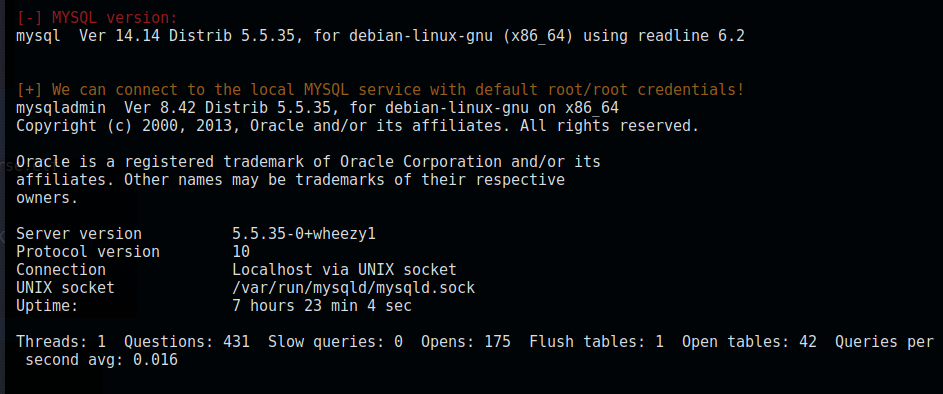 [-] MYSQL version:
mysql  Ver 14.14 Distrib 5.5.35, for debian-linux-gnu (x86_64) using readline 6.2
[+] We can connect to the local MYSQL service with default root/root credentials!
mysqladmin  Ver 8.42 Distrib 5.5.35, for debian-linux-gnu on x86_64
Copyright (c) 2000, 2013, Oracle and/or its affiliates. All rights reserved.
Oracle is a registered trademark of Oracle Corporation and/or its
affiliates. Other names may be trademarks of their respective
owners.
Server version          5.5.35-0+wheezy1
Protocol version        10
Connection              Localhost via UNIX socket
UNIX socket             /var/run/mysqld/mysqld.sock
Uptime:                 7 hours 23 min 4 sec
Threads: 1  Questions: 431  Slow queries: 0  Opens: 175  Flush tables: 1  Open tables: 42  Queries per
 second avg: 0.016